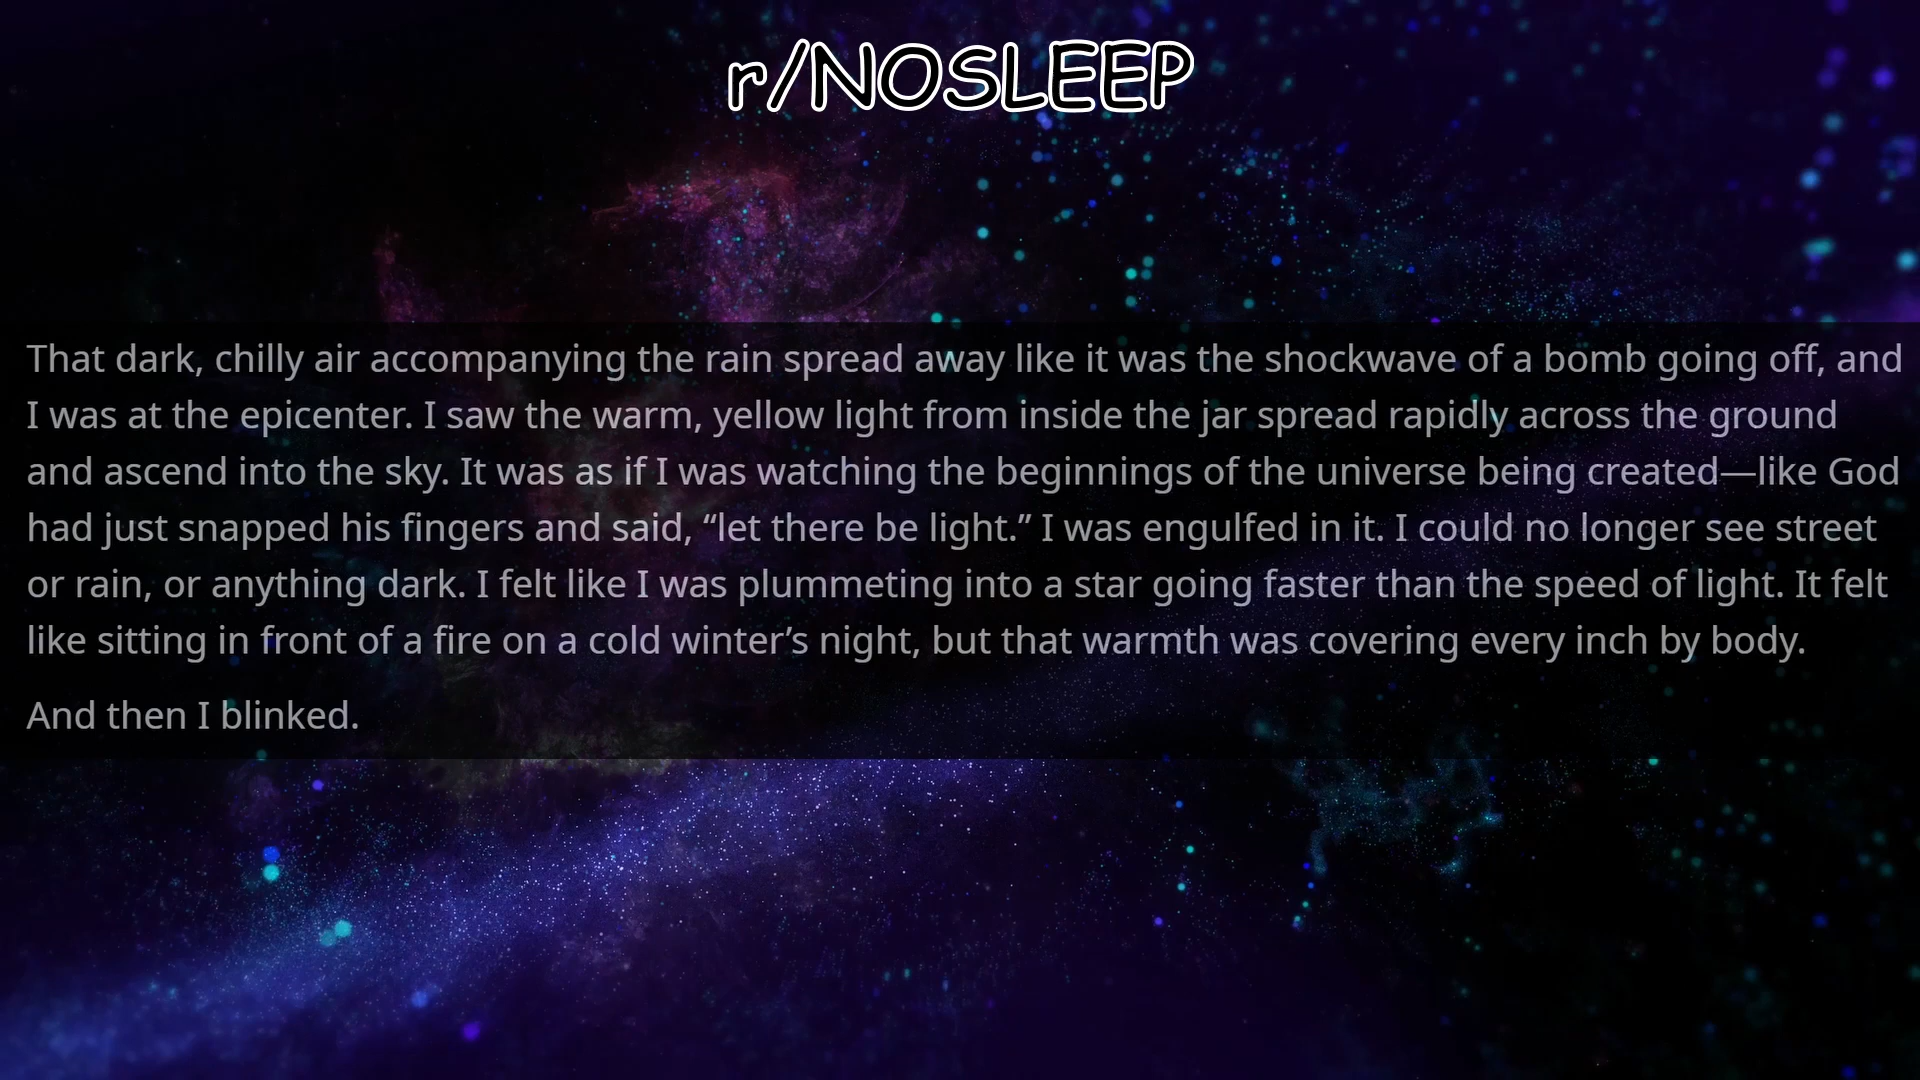 r/NOSLEEP
That dark, chilly air accompanying the rain spread away like it was the shockwave of a bomb going off, and
I was at the epicenter. I saw the warm, yellow light from inside the jar spread rapidly across the ground
and ascend into the sky. It was as if I was watching the beginnings of the universe being created—like God
had just snapped his fingers and said, “let there be light.” I was engulfed in it. I could no longer see street
or rain, or anything dark. I felt like I was plummeting into a star going faster than the speed of light. It felt
like sitting in front of a fire on a cold winter’s night, but that warmth was covering every inch by body.
And then I blinked.